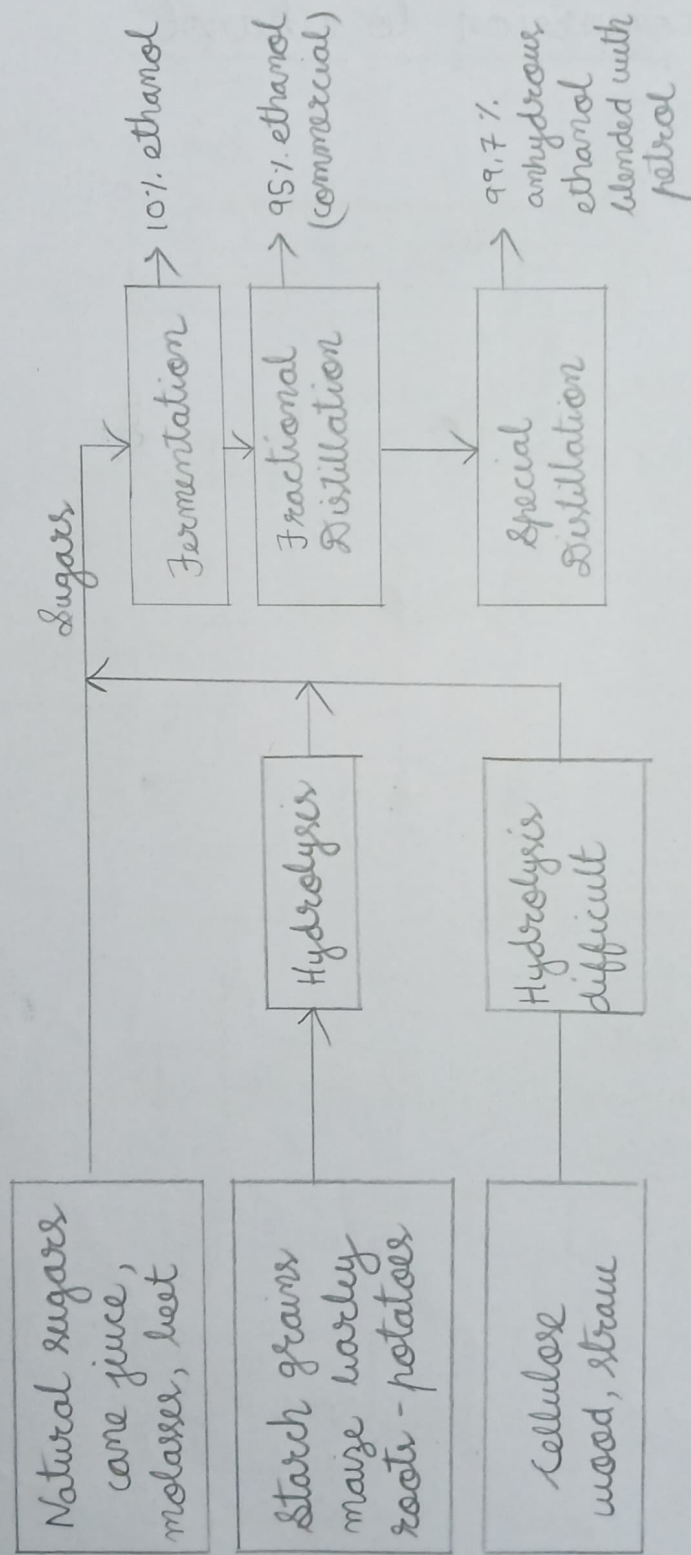 Natural sugars
cane juice,
molasses, beet
Starch grains
maize barley
roots - potatoes
Cellulose
wood, straw
Hydrolysis
Hydrolysis
difficult
Sugars
Fermentation
Fractional
Distillation
Special
Distillation
10% ethanol
95% ethanol
(commercial)
99.7%
anhydrous
ethanol
blended with
petrol